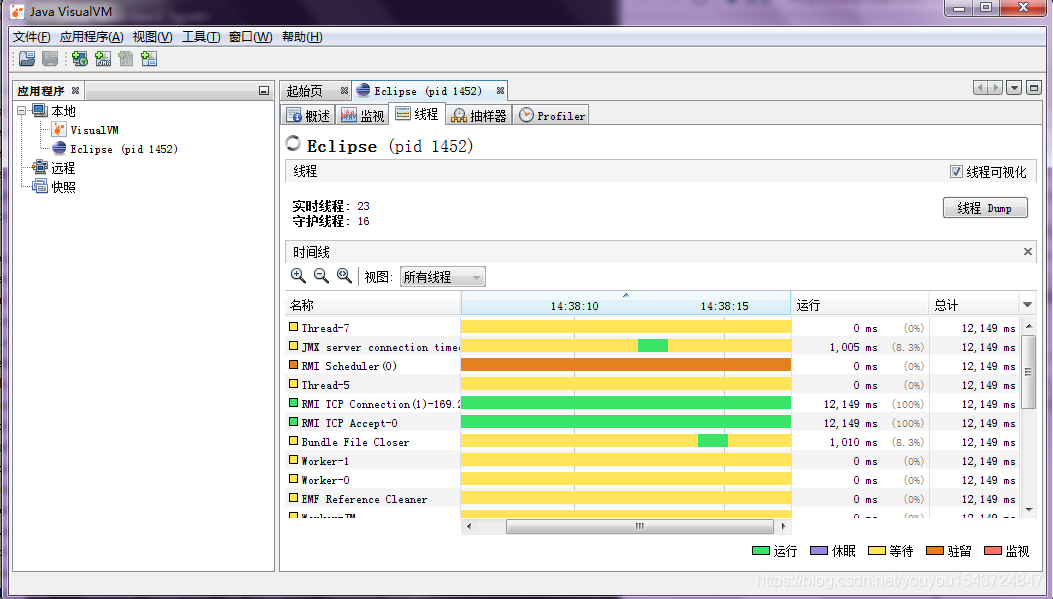 Java VisualVM
文件(F) 应用程序(A) 视图(V) 工具(T) 窗口(W) 帮助(H)
应用程序
本地
VisualVM
Eclipse (pid 1452)
远程
快照
起始页 Eclipse (pid 1452)
概述 监视 线程 抽样器 Profiler
Eclipse (pid 1452)
线程 线程可视化
实时线程: 23
守护线程: 16
线程 Dump
时间线
视图: 所有线程
名称 14:38:10 14:38:15 运行 总计
Thread-7 0 ms (0%) 12,149 ms
JMX server connection timeo 1,005 ms (8.3%) 12,149 ms
RMI Scheduler(0) 0 ms (0%) 12,149 ms
Thread-5 0 ms (0%) 12,149 ms
RMI TCP Connection(1)-169.2 12,149 ms (100%) 12,149 ms
RMI TCP Accept-0 12,149 ms (100%) 12,149 ms
Bundle File Closer 1,010 ms (8.3%) 12,149 ms
Worker-1 0 ms (0%) 12,149 ms
Worker-0 0 ms (0%) 12,149 ms
EMF Reference Cleaner 0 ms (0%) 12,149 ms
Worker-JM 0 ms (0%) 12,149 ms
运行 休眠 等待 驻留 监视
https://blog.csdn.net/youyou1543724847